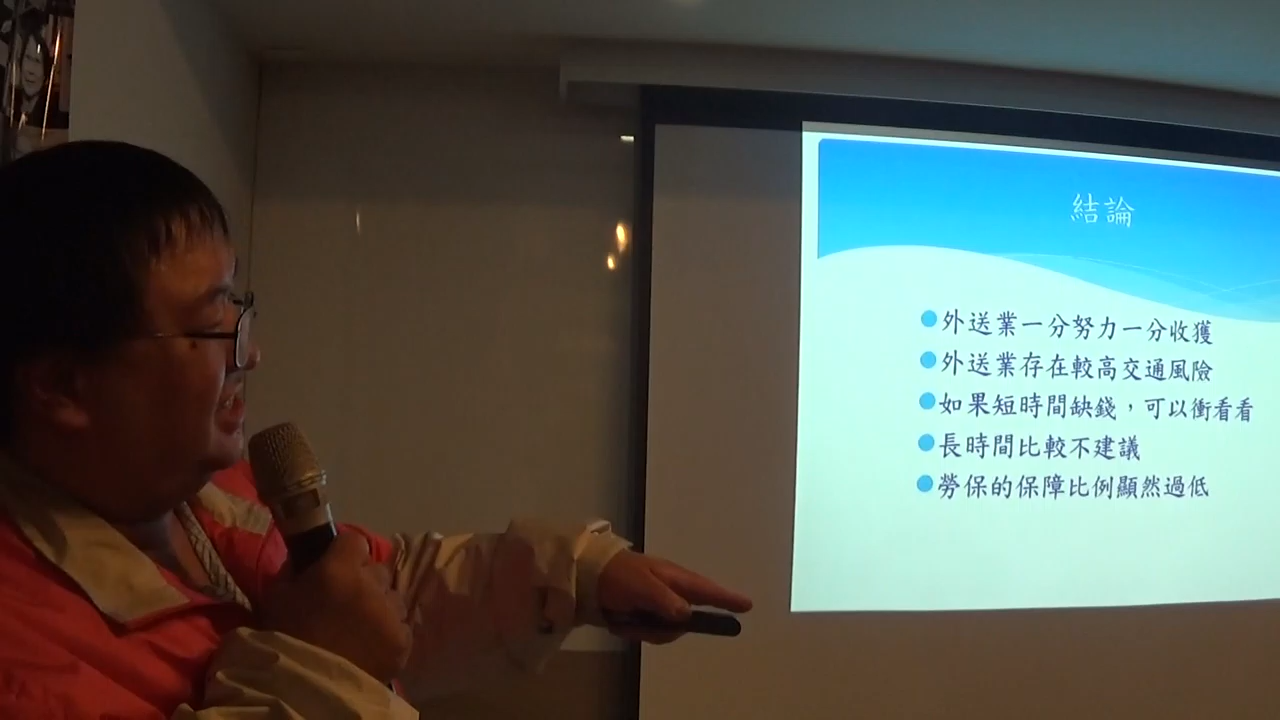 結論
外送業一分努力一分收獲
外送業存在較高交通風險
如果短時間缺錢，可以衝看看
長時間比較不建議
勞保的保障比例顯然過低